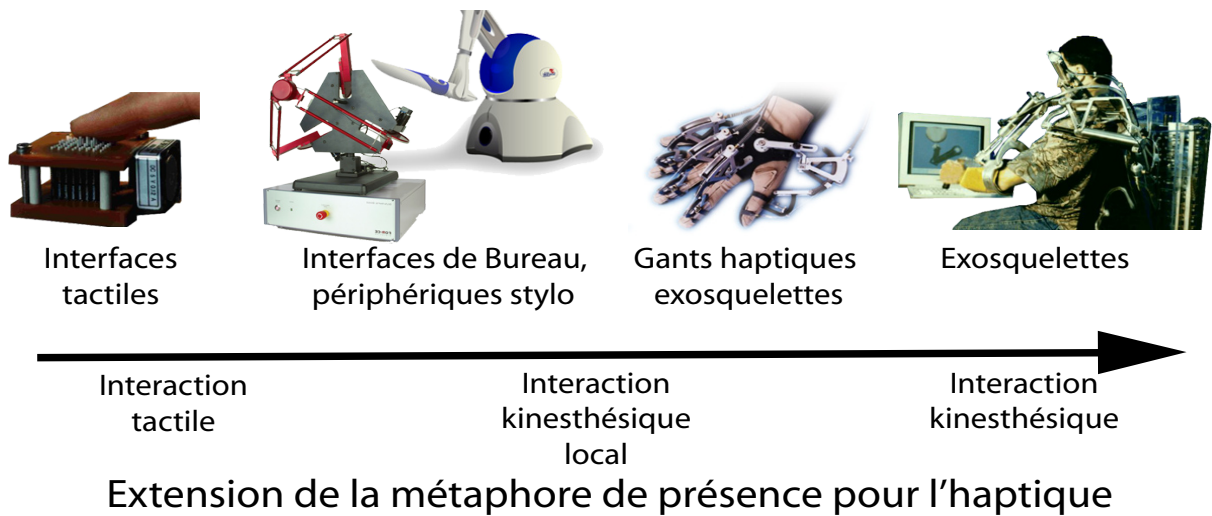 Interfaces
tactiles
Interfaces de Bureau,
périphériques stylo
Gants haptiques
exosquelettes
Exosquelettes
Interaction
tactile
Interaction
kinesthésique
local
Interaction
kinesthésique
Extension de la métaphore de présence pour l'haptique